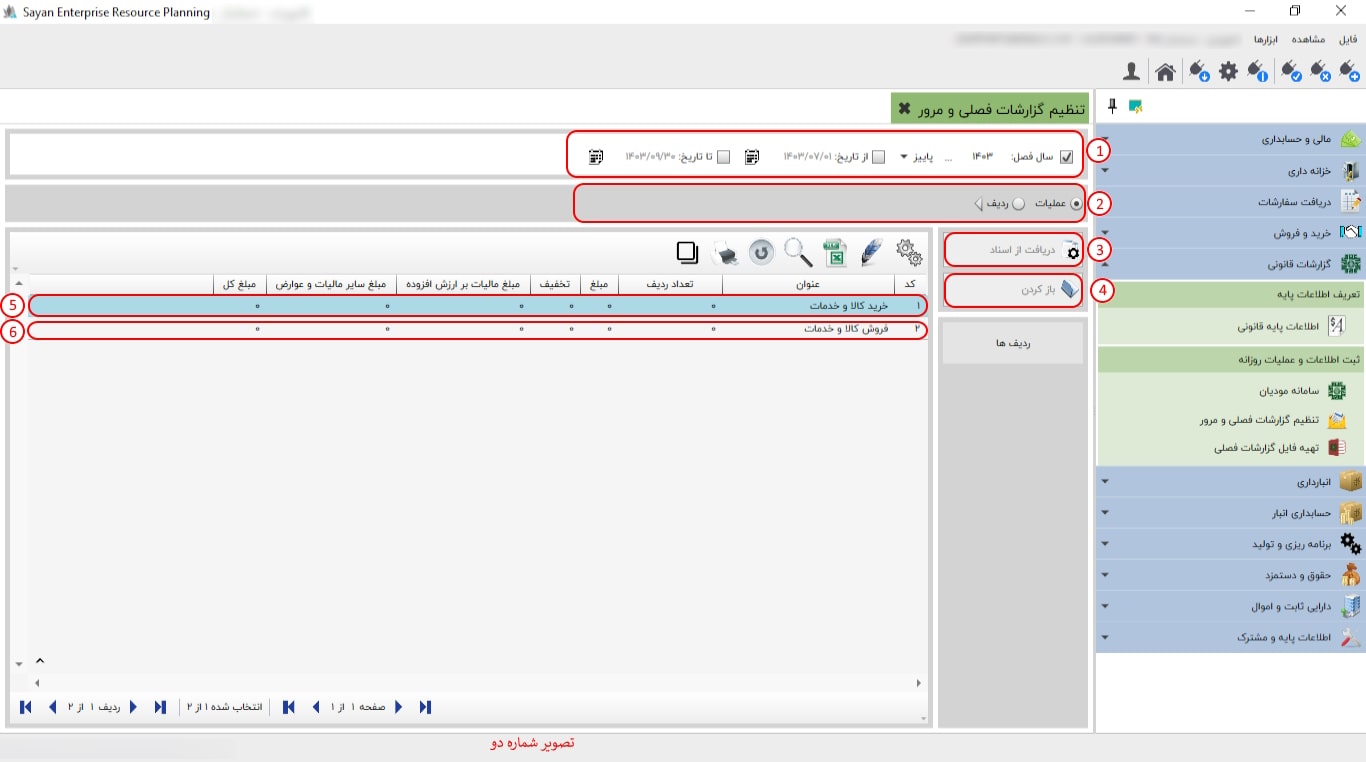 Sayan Enterprise Resource Planning
فایل مشاهده ابزارها
تنظیم گزارشات فصلی و مرور
سال فصل: ۱۴۰۳ ... پاییز از تاریخ: ۱۴۰۳/۰۷/۰۱ تا تاریخ: ۱۴۰۳/۰۹/۳۰
1
عملیات ردیف
2
دریافت از اسناد
3
باز کردن
4
ردیف ها
کد عنوان تعداد ردیف مبلغ تخفیف مبلغ مالیات بر ارزش افزوده مبلغ سایر مالیات و عوارض مبلغ کل
۱ خرید کالا و خدمات ۰ ۰ ۰ ۰ ۰ ۰
5
۲ فروش کالا و خدمات ۰ ۰ ۰ ۰ ۰ ۰
6
صفحه ۱ از ۱
انتخاب شده ۱ از ۲
ردیف ۱ از ۲
مالی و حسابداری
خزانه داری
دریافت سفارشات
خرید و فروش
گزارشات قانونی
تعریف اطلاعات پایه
اطلاعات پایه قانونی
ثبت اطلاعات و عملیات روزانه
سامانه مودیان
تنظیم گزارشات فصلی و مرور
تهیه فایل گزارشات فصلی
انبارداری
حسابداری انبار
برنامه ریزی و تولید
حقوق و دستمزد
دارایی ثابت و اموال
اطلاعات پایه و مشترک
تصویر شماره دو